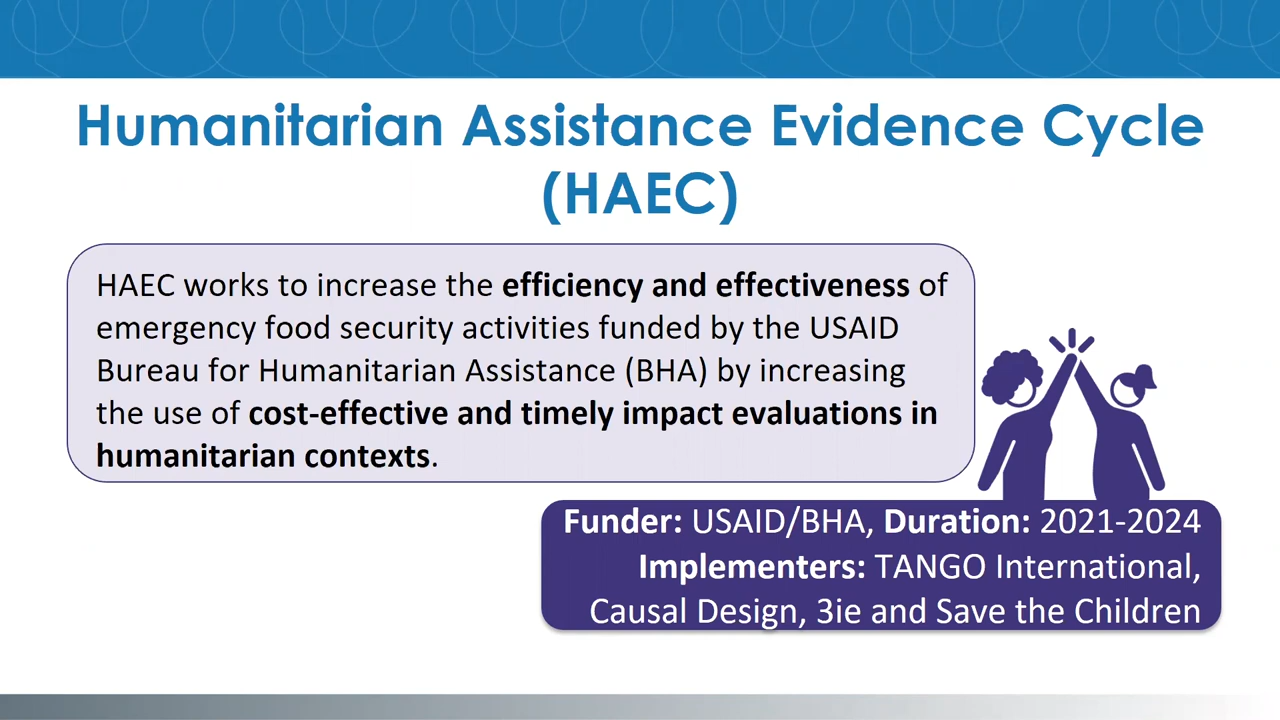 Humanitarian Assistance Evidence Cycle
(HAEC)
HAEC works to increase the efficiency and effectiveness of
emergency food security activities funded by the USAID
Bureau for Humanitarian Assistance (BHA) by increasing
the use of cost-effective and timely impact evaluations in
humanitarian contexts.
Funder: USAID/BHA, Duration: 2021-2024
Implementers: TANGO International,
Causal Design, 3ie and Save the Children